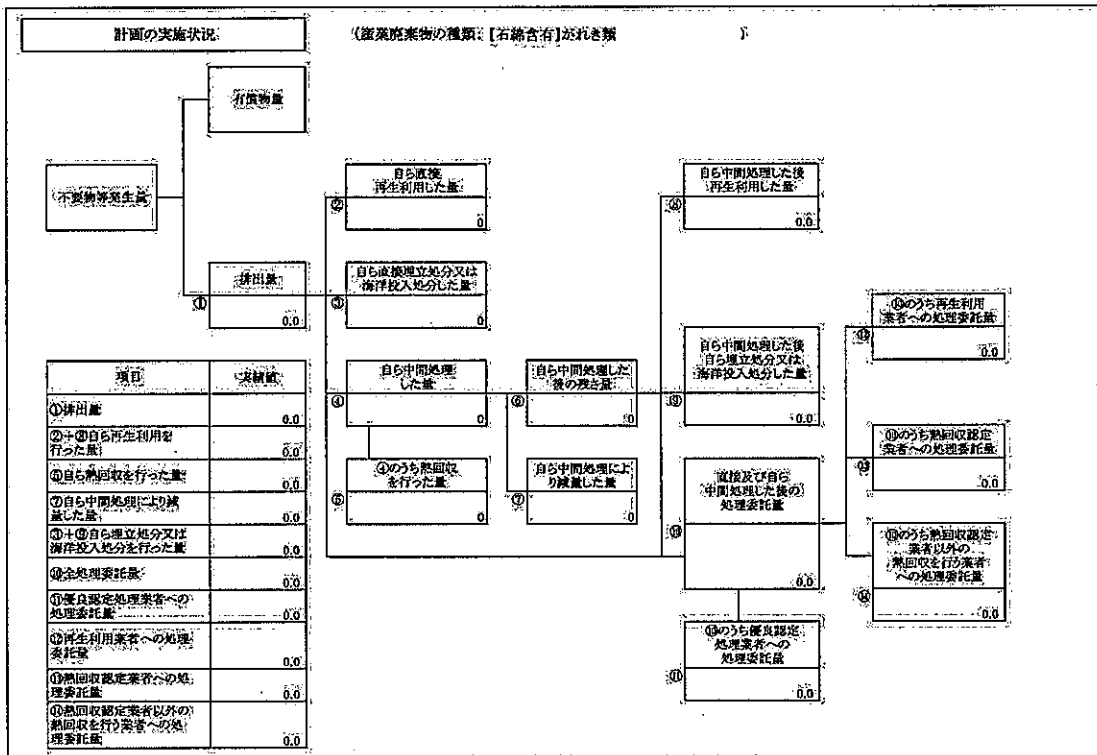 計画の実施状況
(産業廃棄物の種類:[石綿含有]がれき類 )
有償物量
不要物等発生量
①
排出量
0.0
②
自ら直接
再生利用した量
0
③
自ら直接埋立処分又は
海洋投入処分した量
0
④
自ら中間処理
した量
0
⑤
④のうち熱回収
を行った量
0
⑥
自ら中間処理した
後の残さ量
0
⑦
自ら中間処理によ
り減量した量
0
⑧
自ら中間処理した後
再生利用した量
0.0
⑨
自ら中間処理した後
自ら埋立処分又は
海洋投入処分した量
0.0
⑩
直接及び自ら
中間処理した後の
処理委託量
0.0
⑪
⑩のうち優良認定
処理業者への
処理委託量
0.0
⑫
⑩のうち再生利用
業者への処理委託量
0.0
⑬
⑩のうち熱回収認定
業者への処理委託量
0.0
⑭
⑩のうち熱回収認定
業者以外の
熱回収を行う業者
への処理委託量
0.0
項目 実績値
①排出量 0.0
②+⑧自ら再生利用を
行った量 0.0
⑤自ら熱回収を行った量 0.0
⑦自ら中間処理により減
量した量 0.0
③+⑨自ら埋立処分又は
海洋投入処分を行った量 0.0
⑩全処理委託量 0.0
⑪優良認定処理業者への
処理委託量 0.0
⑫再生利用業者への処理
委託量 0.0
⑬熱回収認定業者への処
理委託量 0.0
⑭熱回収認定業者以外の
熱回収を行う業者への処
理委託量 0.0